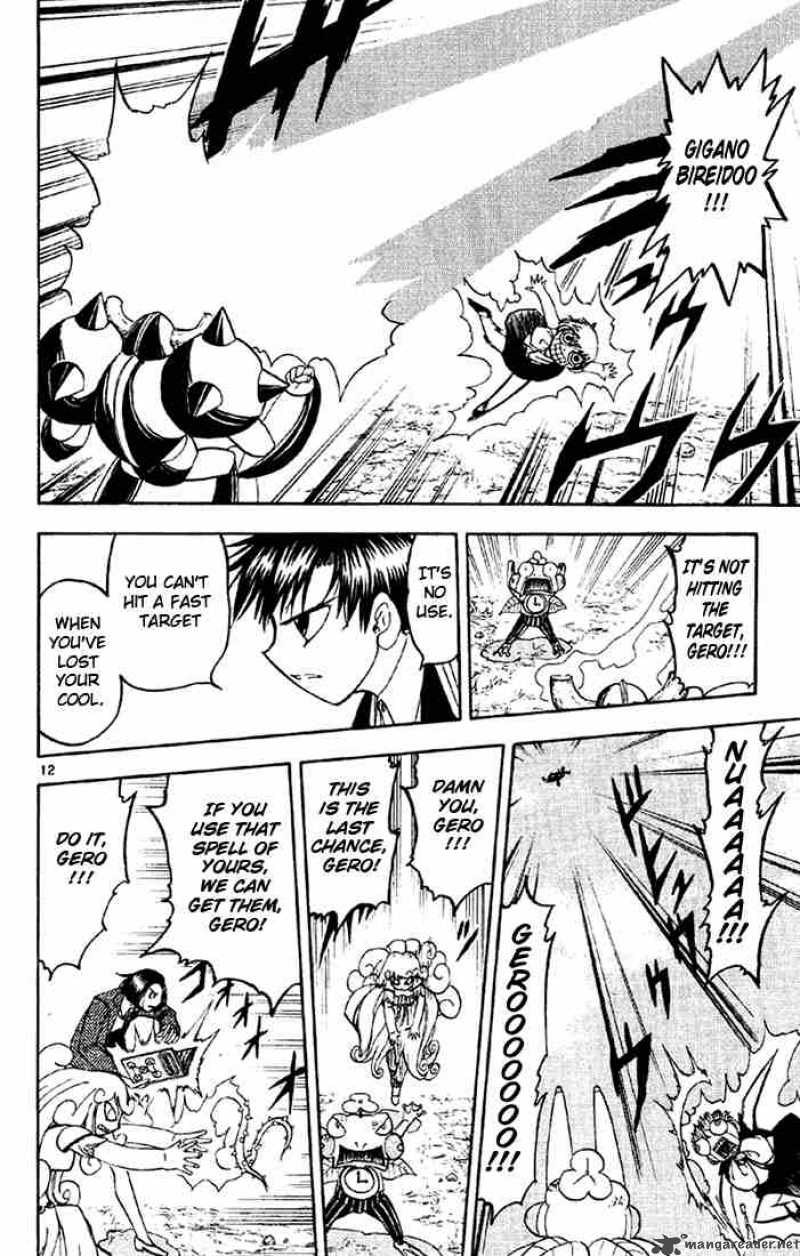 GIGANO
BIREIDOO
!!!
IT'S NOT
HITTING
THE
TARGET,
GERO!!!
IT'S
NO
USE.
YOU CAN'T
HIT A FAST
TARGET
WHEN
YOU'VE
LOST
YOUR
COOL.
12
NUAAAAAA!!!
GEROOOOOOO!!!
DAMN
YOU,
GERO
!!!
THIS
IS THE
LAST
CHANCE,
GERO!
IF YOU
USE THAT
SPELL OF
YOURS,
WE CAN
GET THEM,
GERO!
DO IT,
GERO
!!!
mangareader.net